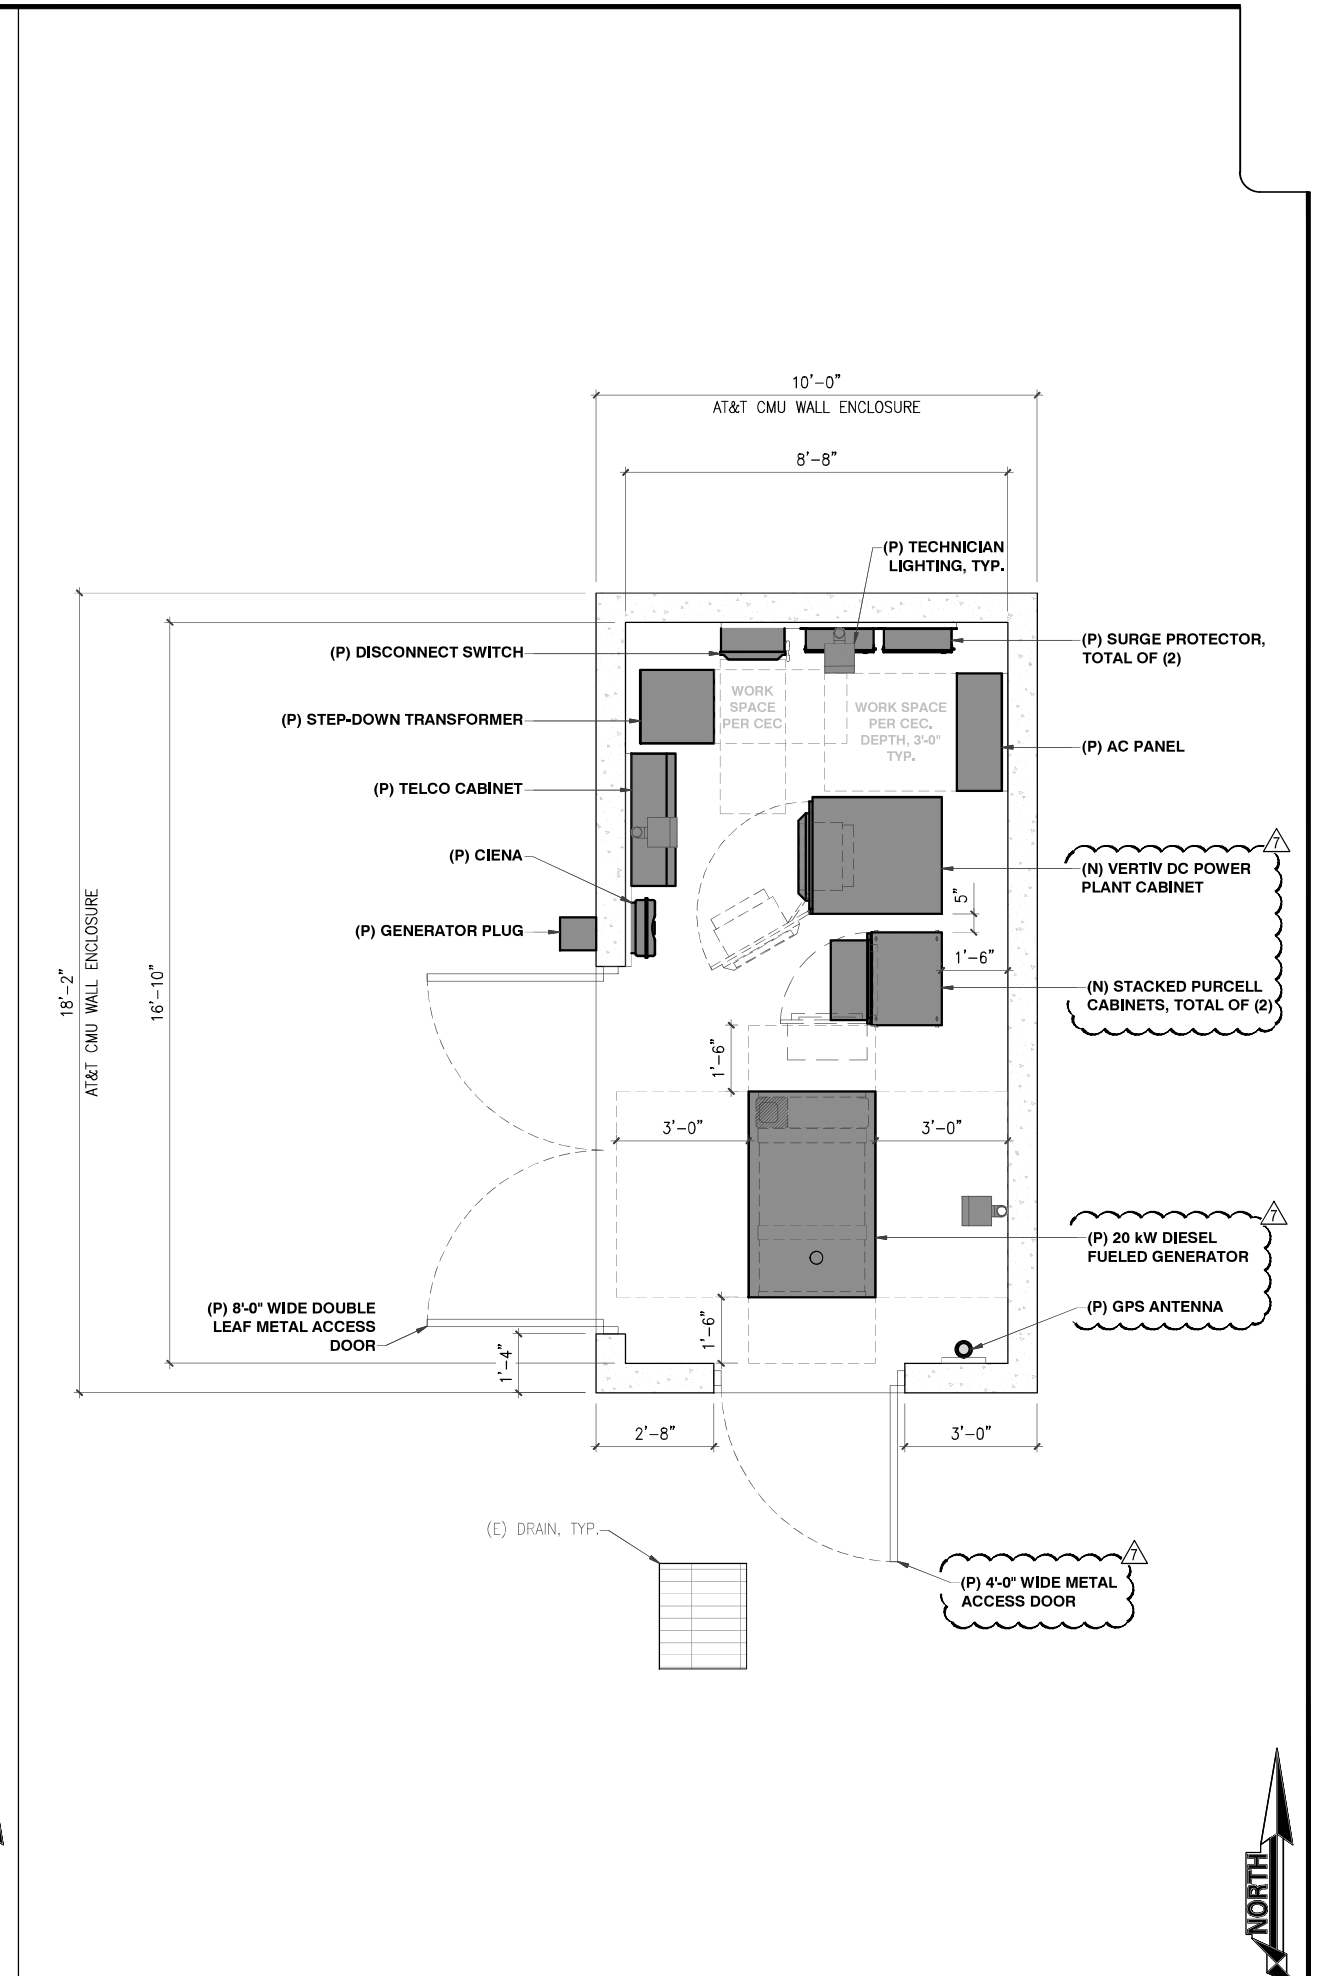 10'-0"
AT&T CMU WALL ENCLOSURE
8'-8"
(P) TECHNICIAN
LIGHTING, TYP.
(P) DISCONNECT SWITCH
(P) SURGE PROTECTOR,
TOTAL OF (2)
WORK
SPACE
PER CEC
WORK SPACE
PER CEC.
DEPTH, 3'-0"
TYP.
(P) STEP-DOWN TRANSFORMER
(P) AC PANEL
(P) TELCO CABINET
(P) CIENA
7
(N) VERTIV DC POWER
PLANT CABINET
5"
(P) GENERATOR PLUG
18'-2"
AT&T CMU WALL ENCLOSURE
16'-10"
1'-6"
(N) STACKED PURCELL
CABINETS, TOTAL OF (2)
1'-6"
3'-0"
3'-0"
7
(P) 20 kW DIESEL
FUELED GENERATOR
(P) GPS ANTENNA
(P) 8'-0" WIDE DOUBLE
LEAF METAL ACCESS
DOOR
1'-6"
1'-4"
2'-8"
3'-0"
(E) DRAIN, TYP.
7
(P) 4'-0" WIDE METAL
ACCESS DOOR
NORTH